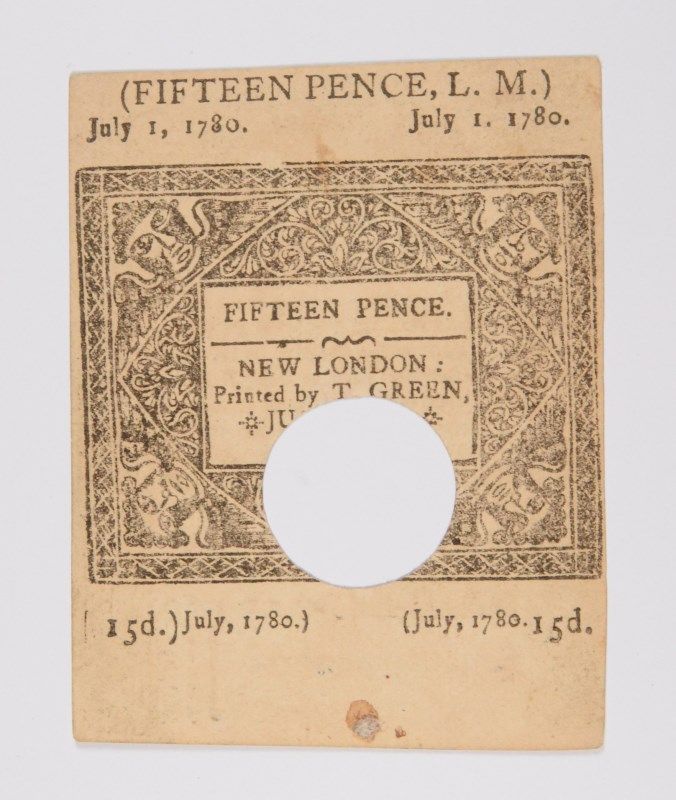 (FIFTEEN PENCE, L. M.)
July 1, 1780. July 1. 1780.
FIFTEEN PENCE.
NEW LONDON:
Printed by T. GREEN,
15d.) July, 1780.) (July, 1780. 15d.